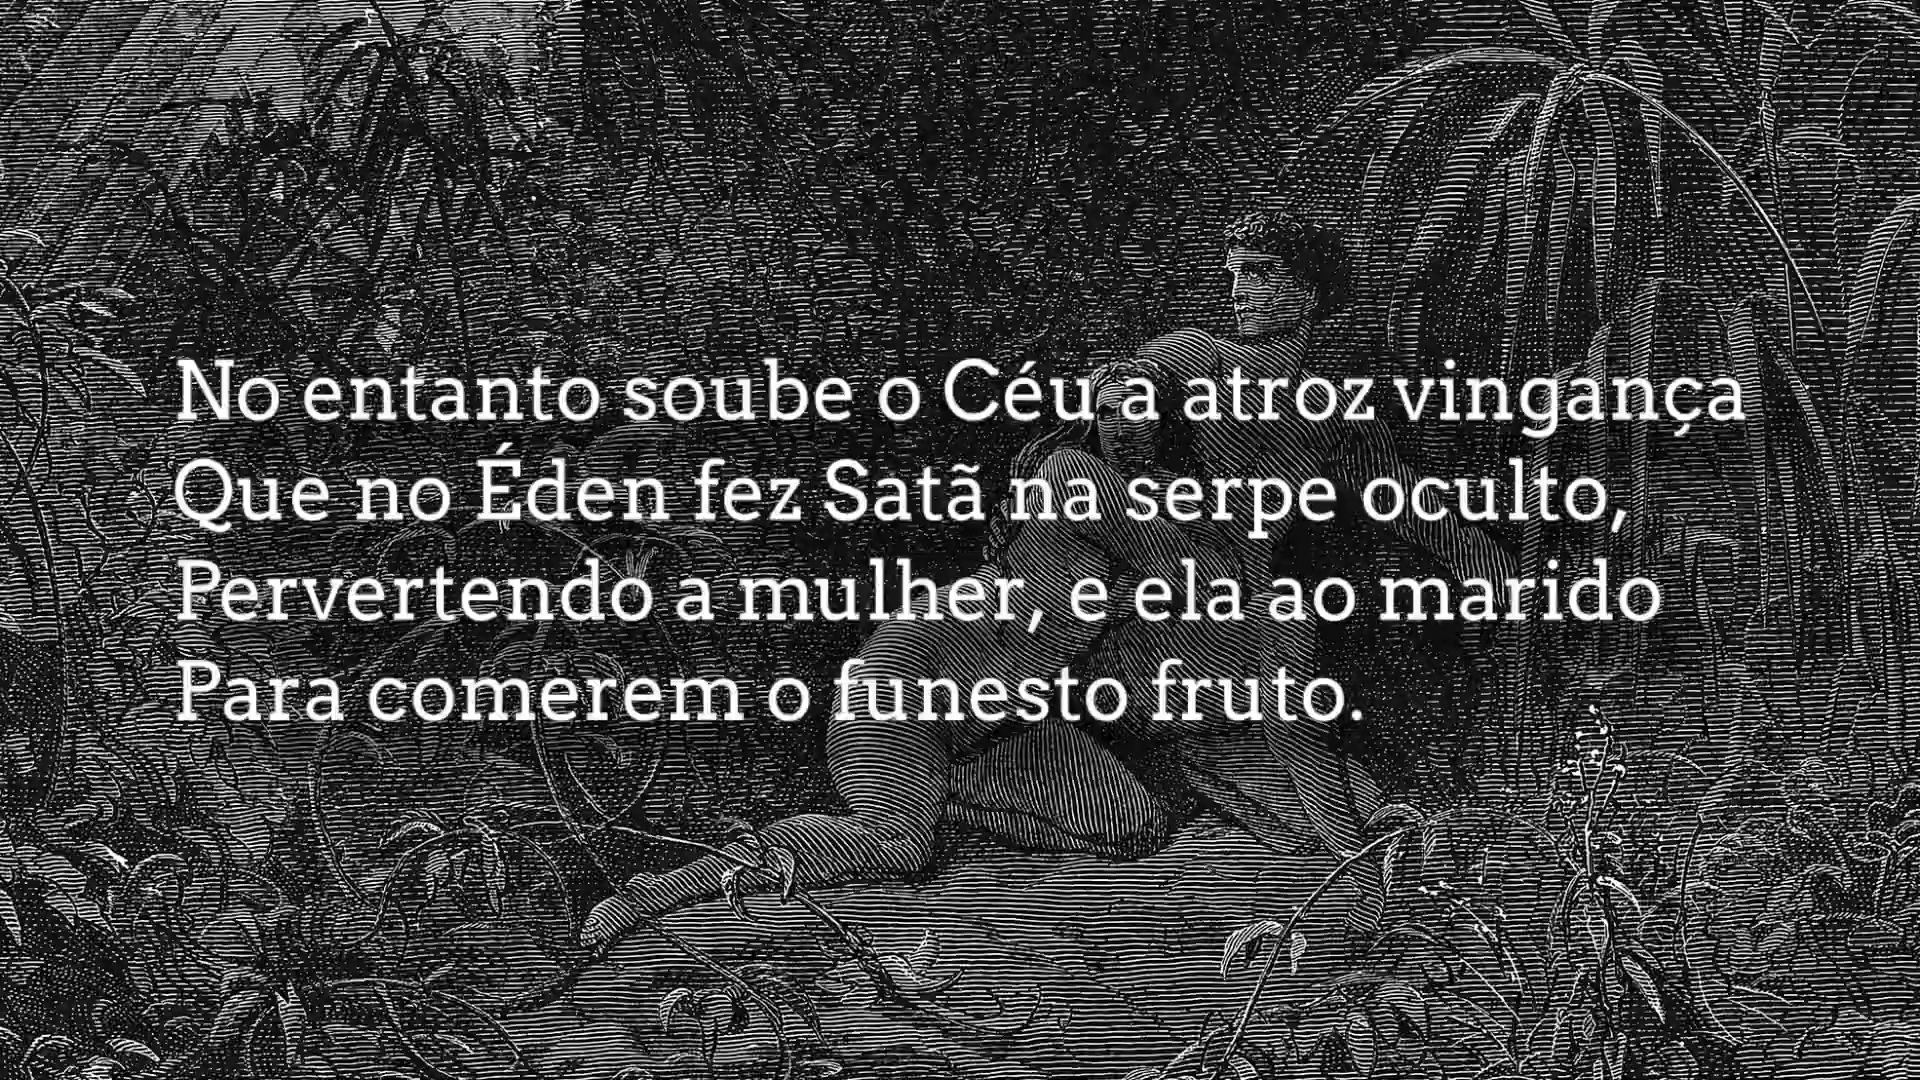 No entanto soube o Céu a atroz vingança
Que no Éden fez Satã na serpe oculto,
Pervertendo a mulher, e ela ao marido
Para comerem o funesto fruto.